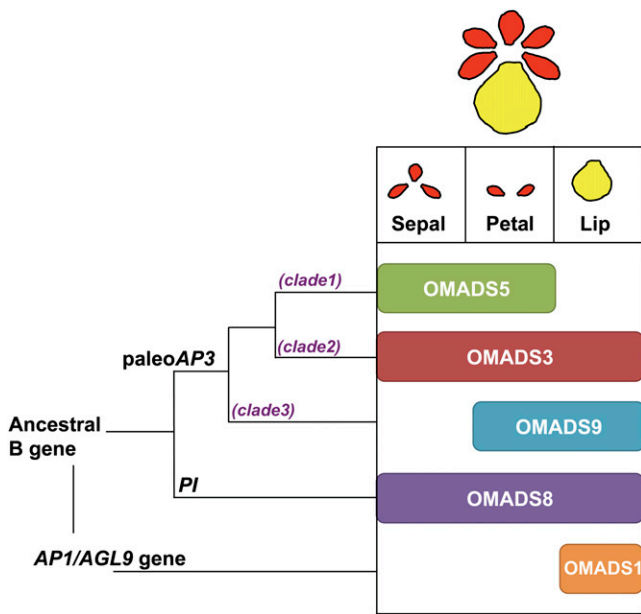 Sepal Petal Lip
(clade1) OMADS5
(clade2) OMADS3
paleoAP3
(clade3) OMADS9
Ancestral
B gene
PI OMADS8
AP1/AGL9 gene OMADS1